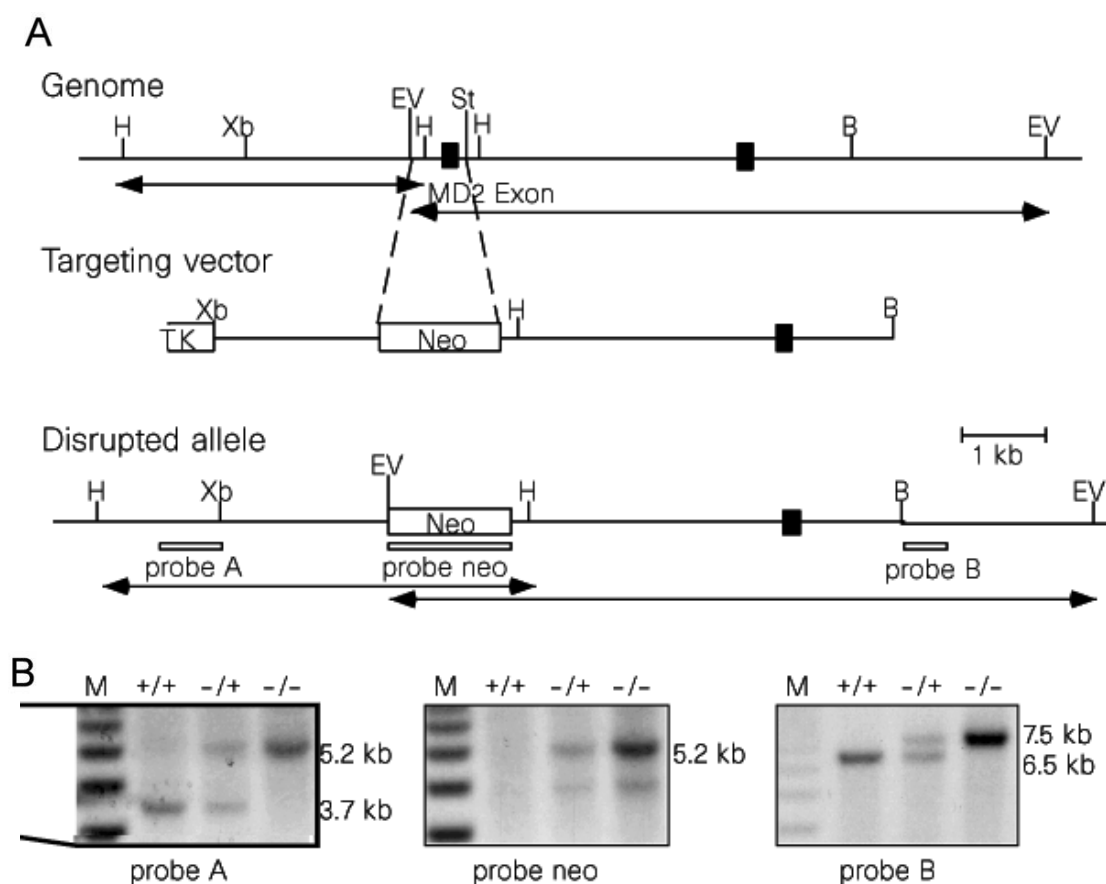 A
Genome
H Xb EV H St H B EV
MD2 Exon
Targeting vector
TK Xb Neo H B
Disrupted allele
1 kb
H Xb EV Neo H B EV
probe A probe neo probe B
B
M +/+ -/+ -/- M +/+ -/+ -/- M +/+ -/+ -/-
5.2 kb 5.2 kb 7.5 kb
3.7 kb 6.5 kb
probe A probe neo probe B